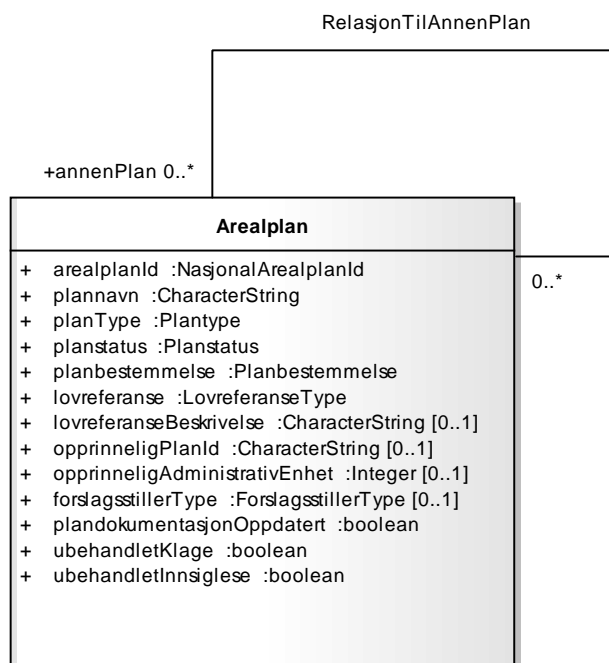 RelasjonTilAnnenPlan
+annenPlan 0..*
Arealplan
+ arealplanId :NasjonalArealplanId
+ plannavn :CharacterString
+ planType :Plantype
+ planstatus :Planstatus
+ planbestemmelse :Planbestemmelse
+ lovreferanse :LovreferanseType
+ lovreferanseBeskrivelse :CharacterString [0..1]
+ opprinneligPlanId :CharacterString [0..1]
+ opprinneligAdministrativEnhet :Integer [0..1]
+ forslagsstillerType :ForslagsstillerType [0..1]
+ plandokumentasjonOppdatert :boolean
+ ubehandletKlage :boolean
+ ubehandletInnsiglese :boolean
0..*